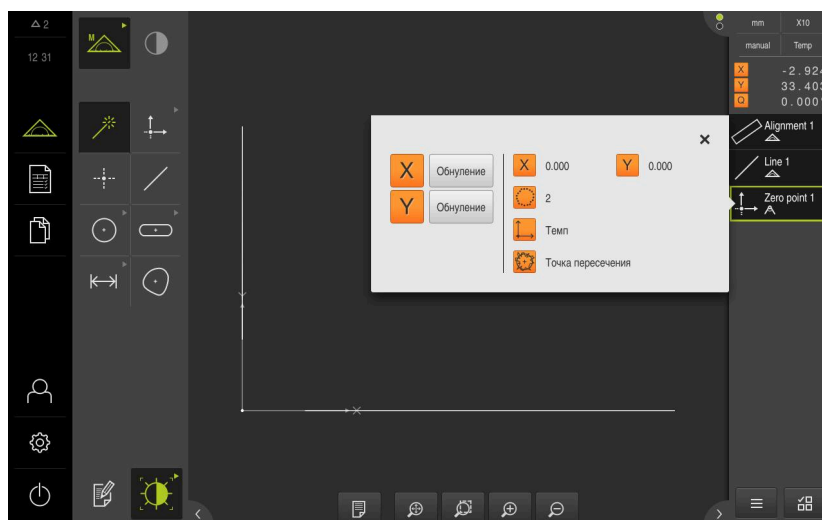 2
12 31
M
mm X10
manual Temp
X -2.924
Y 33.403
Q 0.000°
Alignment 1
Line 1
Zero point 1
X Обнуление
Y Обнуление
X 0.000 Y 0.000
2
Темп
Точка пересечения
Y
X